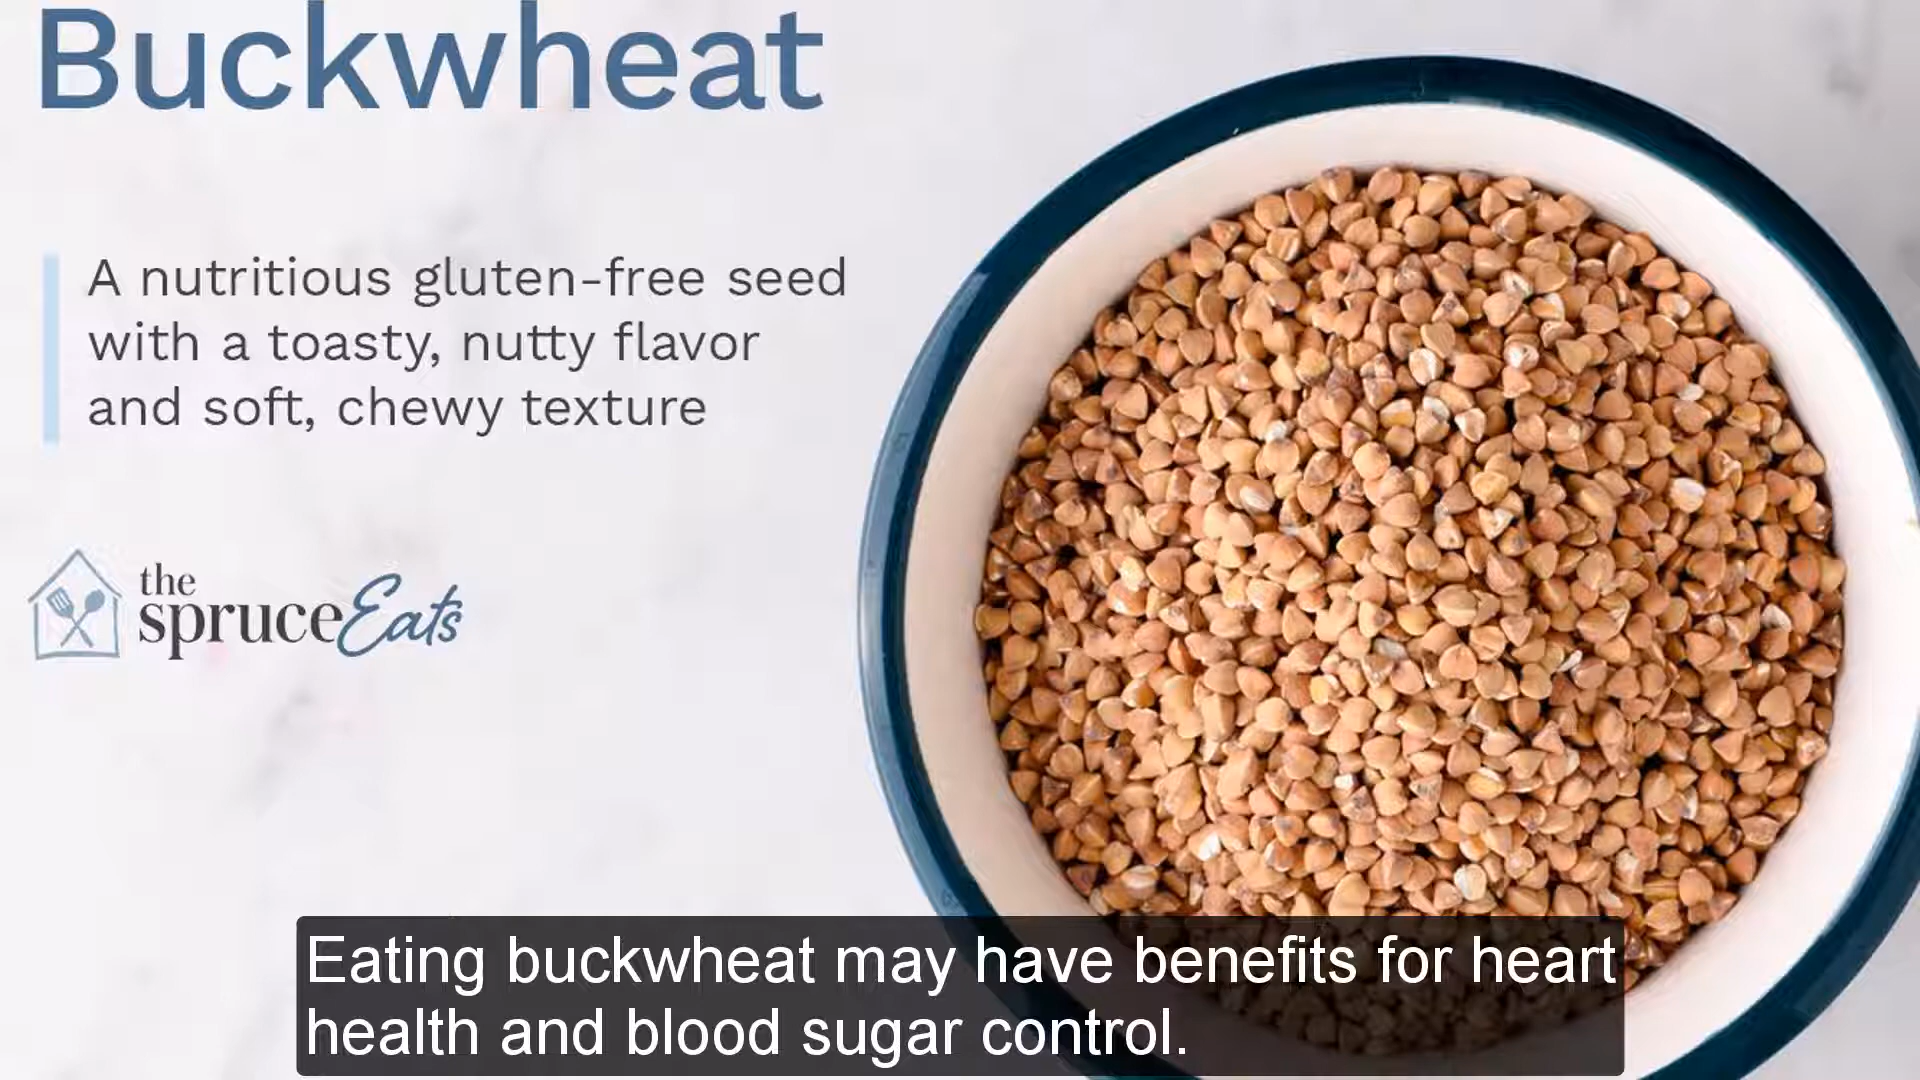 Buckwheat
A nutritious gluten-free seed
with a toasty, nutty flavor
and soft, chewy texture
the
spruce Eats
Eating buckwheat may have benefits for heart
health and blood sugar control.